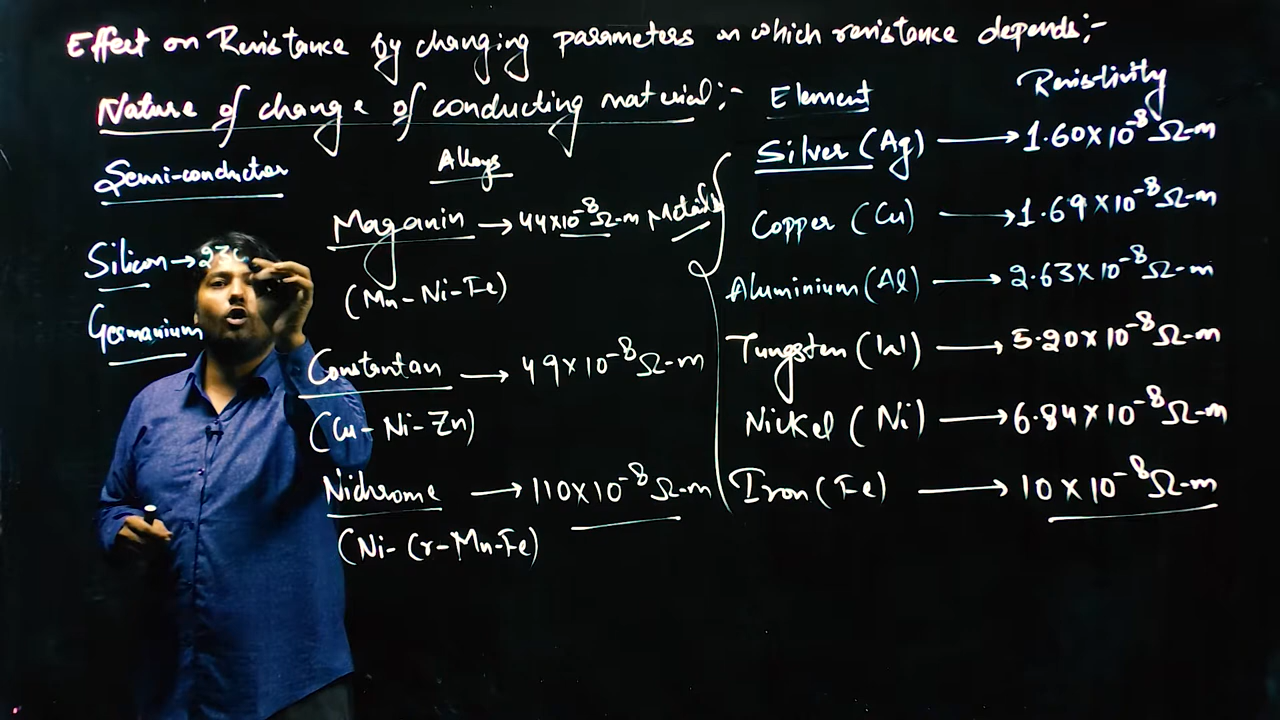 Effect on Resistance by changing parameters on which resistance depends;-
Nature of change of conducting material;-
Semi-conductor
Silicon → 230
Germanium
Alloys
Maganin → 44×10⁻⁸ Ω-m
(Mn-Ni-Fe)
Constantan → 49×10⁻⁸ Ω-m
(Cu-Ni-Zn)
Nichrome → 110×10⁻⁸ Ω-m
(Ni-Cr-Mn-Fe)
Metals
Element Resistivity
Silver (Ag) → 1.60×10⁻⁸ Ω-m
Copper (Cu) → 1.69×10⁻⁸ Ω-m
Aluminium (Al) → 2.63×10⁻⁸ Ω-m
Tungsten (W) → 5.20×10⁻⁸ Ω-m
Nickel (Ni) → 6.84×10⁻⁸ Ω-m
Iron (Fe) → 10×10⁻⁸ Ω-m